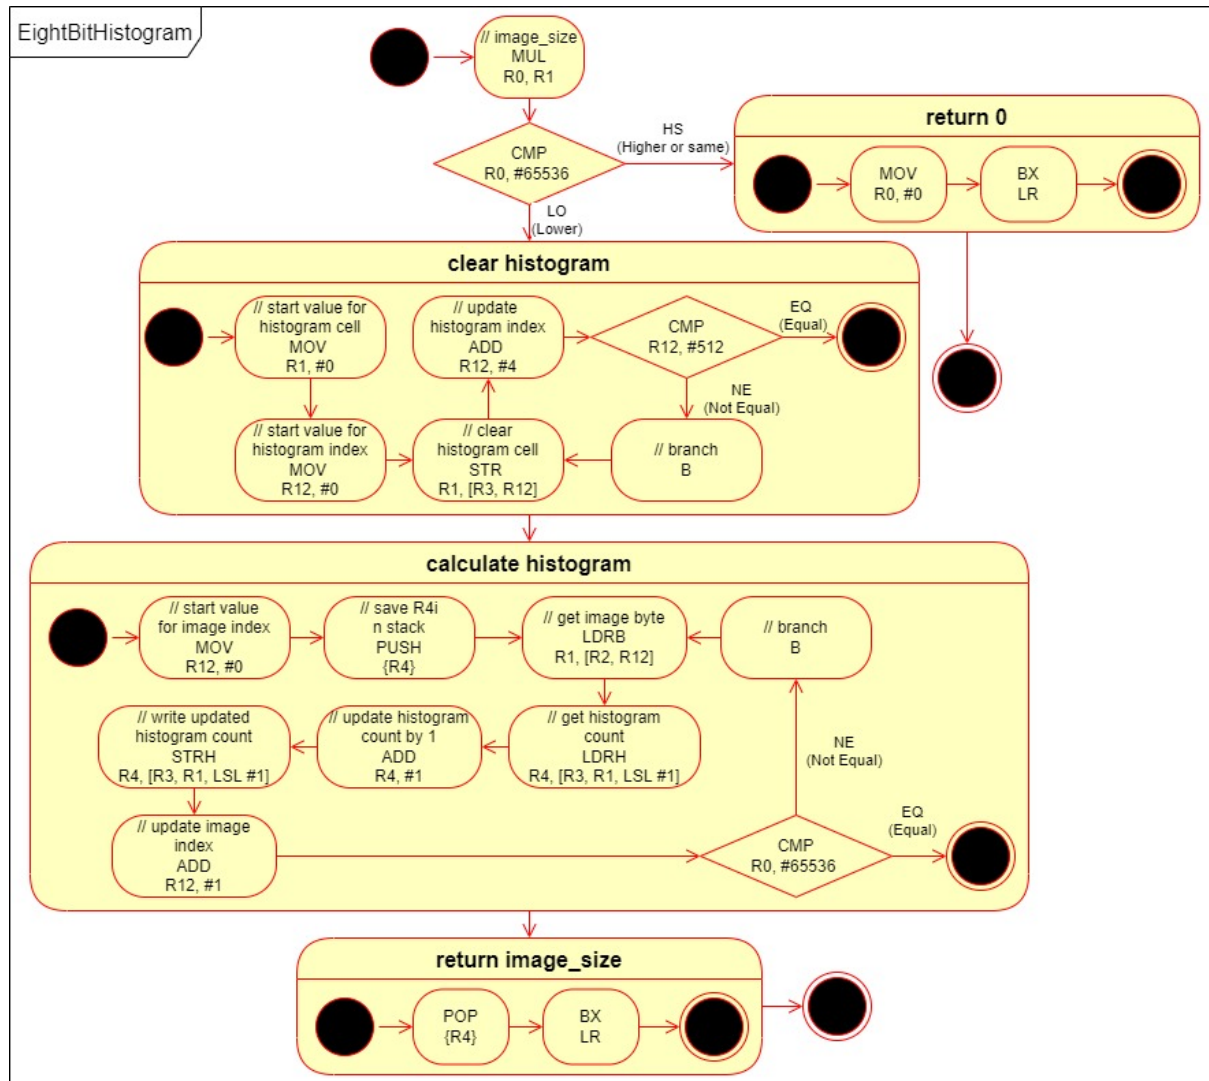 EightBitHistogram
// image_size
MUL
R0, R1
CMP
R0, #65536
HS
(Higher or same)
LO
(Lower)
return 0
MOV
R0, #0
BX
LR
clear histogram
// start value for
histogram cell
MOV
R1, #0
// start value for
histogram index
MOV
R12, #0
// clear
histogram cell
STR
R1, [R3, R12]
// update
histogram index
ADD
R12, #4
CMP
R12, #512
EQ
(Equal)
NE
(Not Equal)
// branch
B
calculate histogram
// start value
for image index
MOV
R12, #0
// save R4i
n stack
PUSH
{R4}
// get image byte
LDRB
R1, [R2, R12]
// branch
B
// get histogram
count
LDRH
R4, [R3, R1, LSL #1]
// update histogram
count by 1
ADD
R4, #1
// write updated
histogram count
STRH
R4, [R3, R1, LSL #1]
// update image
index
ADD
R12, #1
CMP
R0, #65536
NE
(Not Equal)
EQ
(Equal)
return image_size
POP
{R4}
BX
LR